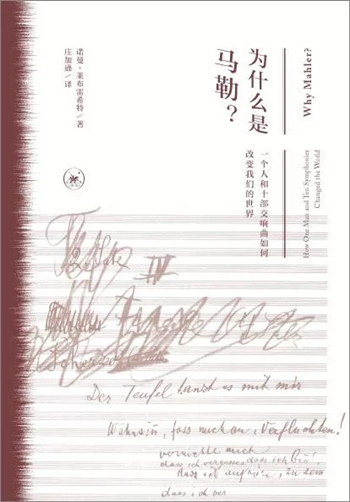 为什么是
马勒？
一个人和十部交响曲如何
改变我们的世界
Why Mahler?
How One Man and Ten Symphonies
Changed the World
诺曼·莱布雷希特 著
庄加逊 译
IV
Der Teufel tanzt es mit mir
Wahnsinn, fass mich an, Verfluchten!
vernichte mich
dass ich vergesse, dass ich bin!
dass ich aufhöre, zu sein
dass ich ver